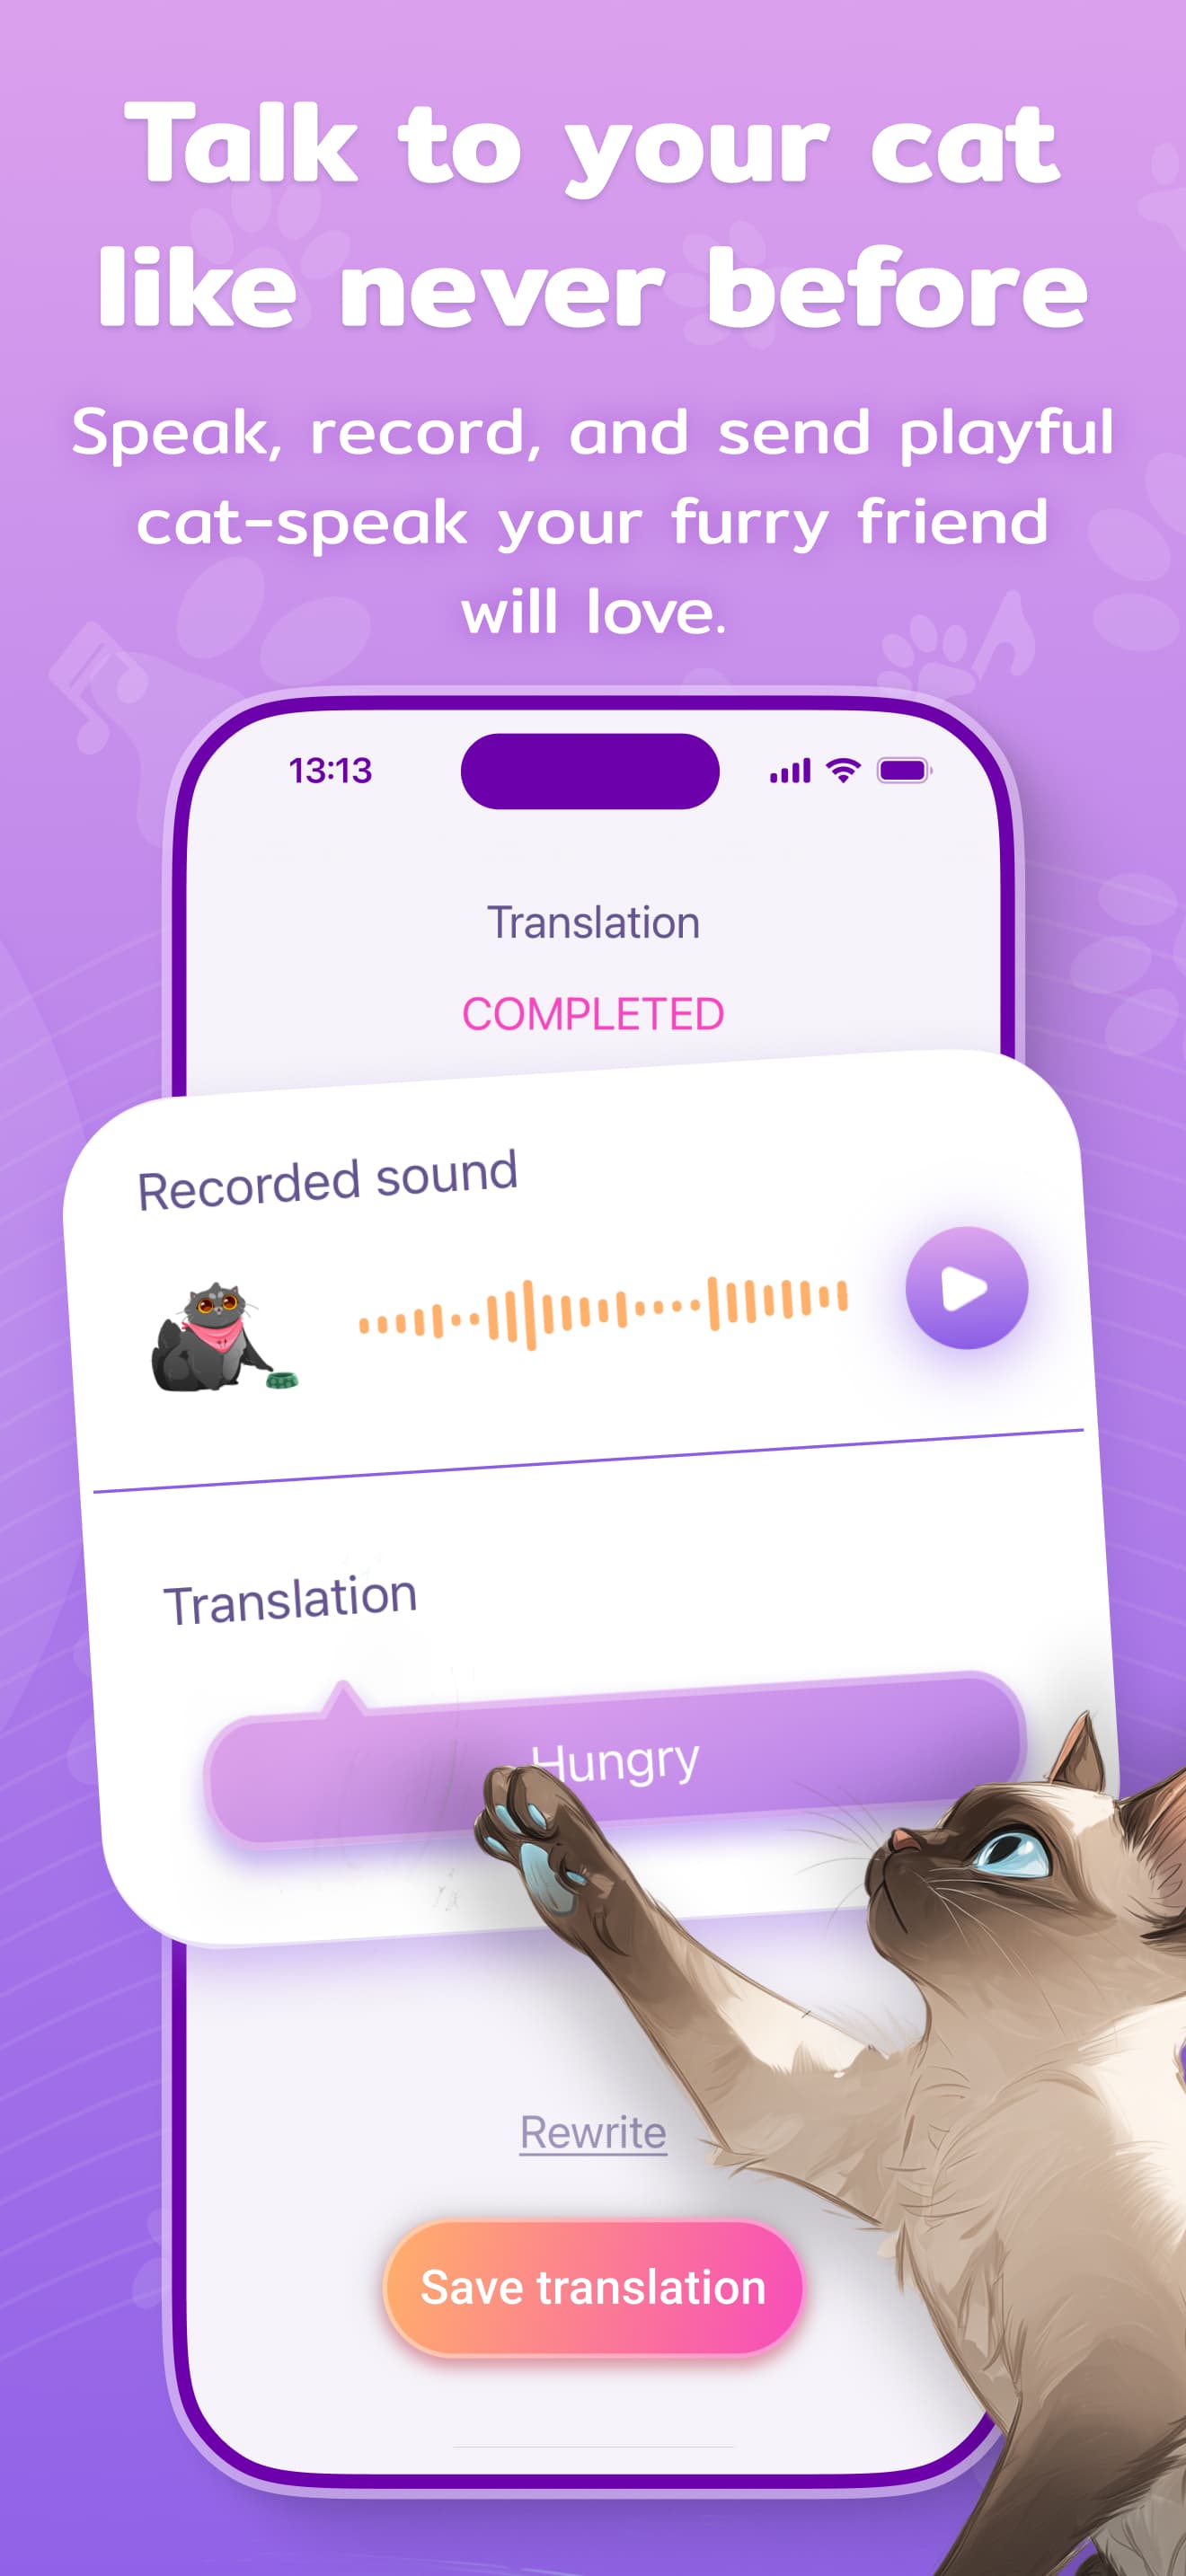 Talk to your cat
like never before
Speak, record, and send playful
cat-speak your furry friend
will love.
13:13
Translation
COMPLETED
Recorded sound
Translation
Hungry
Rewrite
Save translation